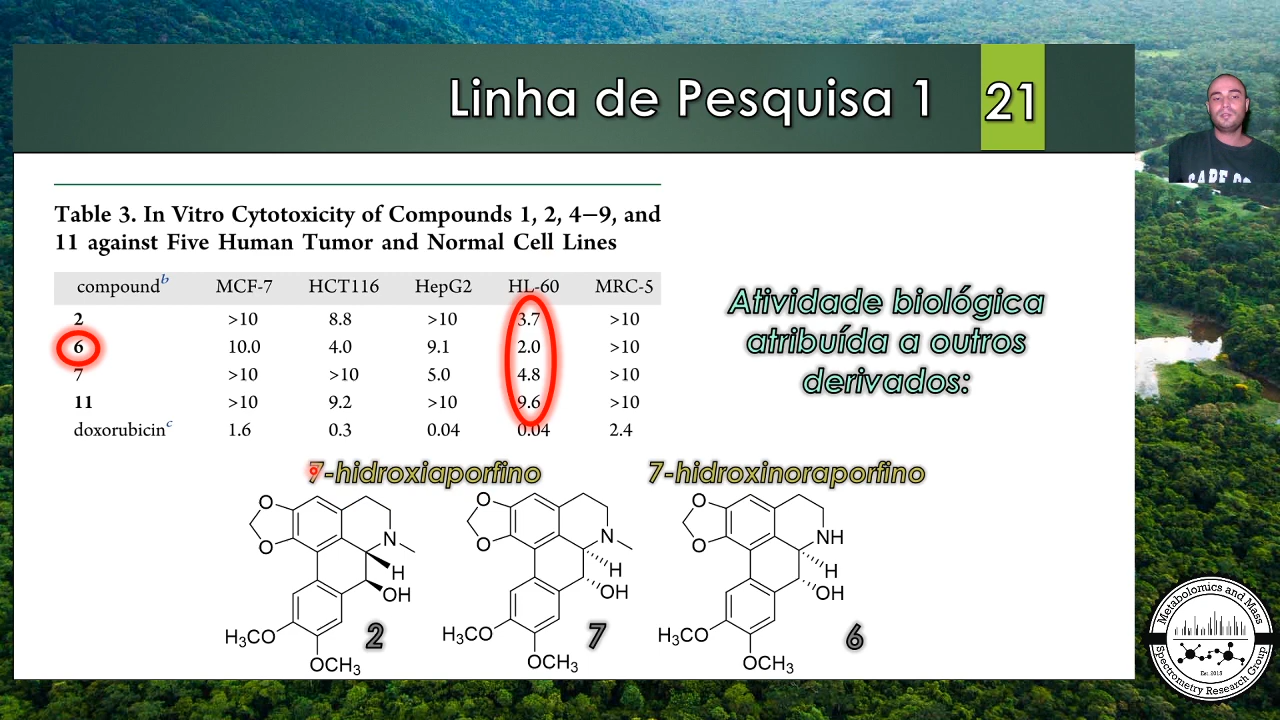 Linha de Pesquisa 1
21
Table 3. In Vitro Cytotoxicity of Compounds 1, 2, 4−9, and
11 against Five Human Tumor and Normal Cell Lines
compoundb MCF-7 HCT116 HepG2 HL-60 MRC-5
2 >10 8.8 >10 3.7 >10
6 10.0 4.0 9.1 2.0 >10
7 >10 >10 5.0 4.8 >10
11 >10 9.2 >10 9.6 >10
doxorubicinc 1.6 0.3 0.04 0.04 2.4
Atividade biológica
atribuída a outros
derivados:
7-hidroxiaporfino
7-hidroxinoraporfino
O
O
N
H
OH
H3CO
OCH3
2
O
O
N
H
OH
H3CO
OCH3
7
O
O
NH
H
OH
H3CO
OCH3
6
Metabolomics and Mass
Spectrometry Research Group
Est. 2015